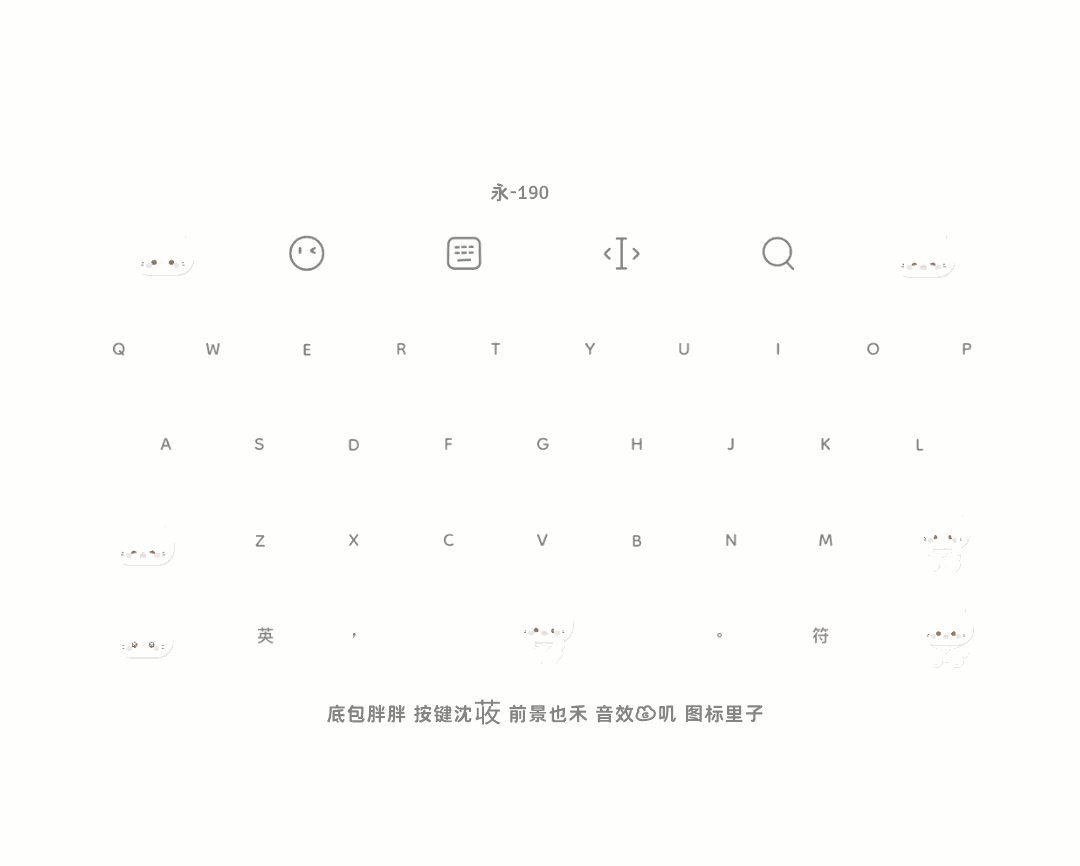 永-190
Q W E R T Y U I O P
A S D F G H J K L
Z X C V B N M
英 , 。 符
底包胖胖 按键沈荍 前景也禾 音效叽 图标里子